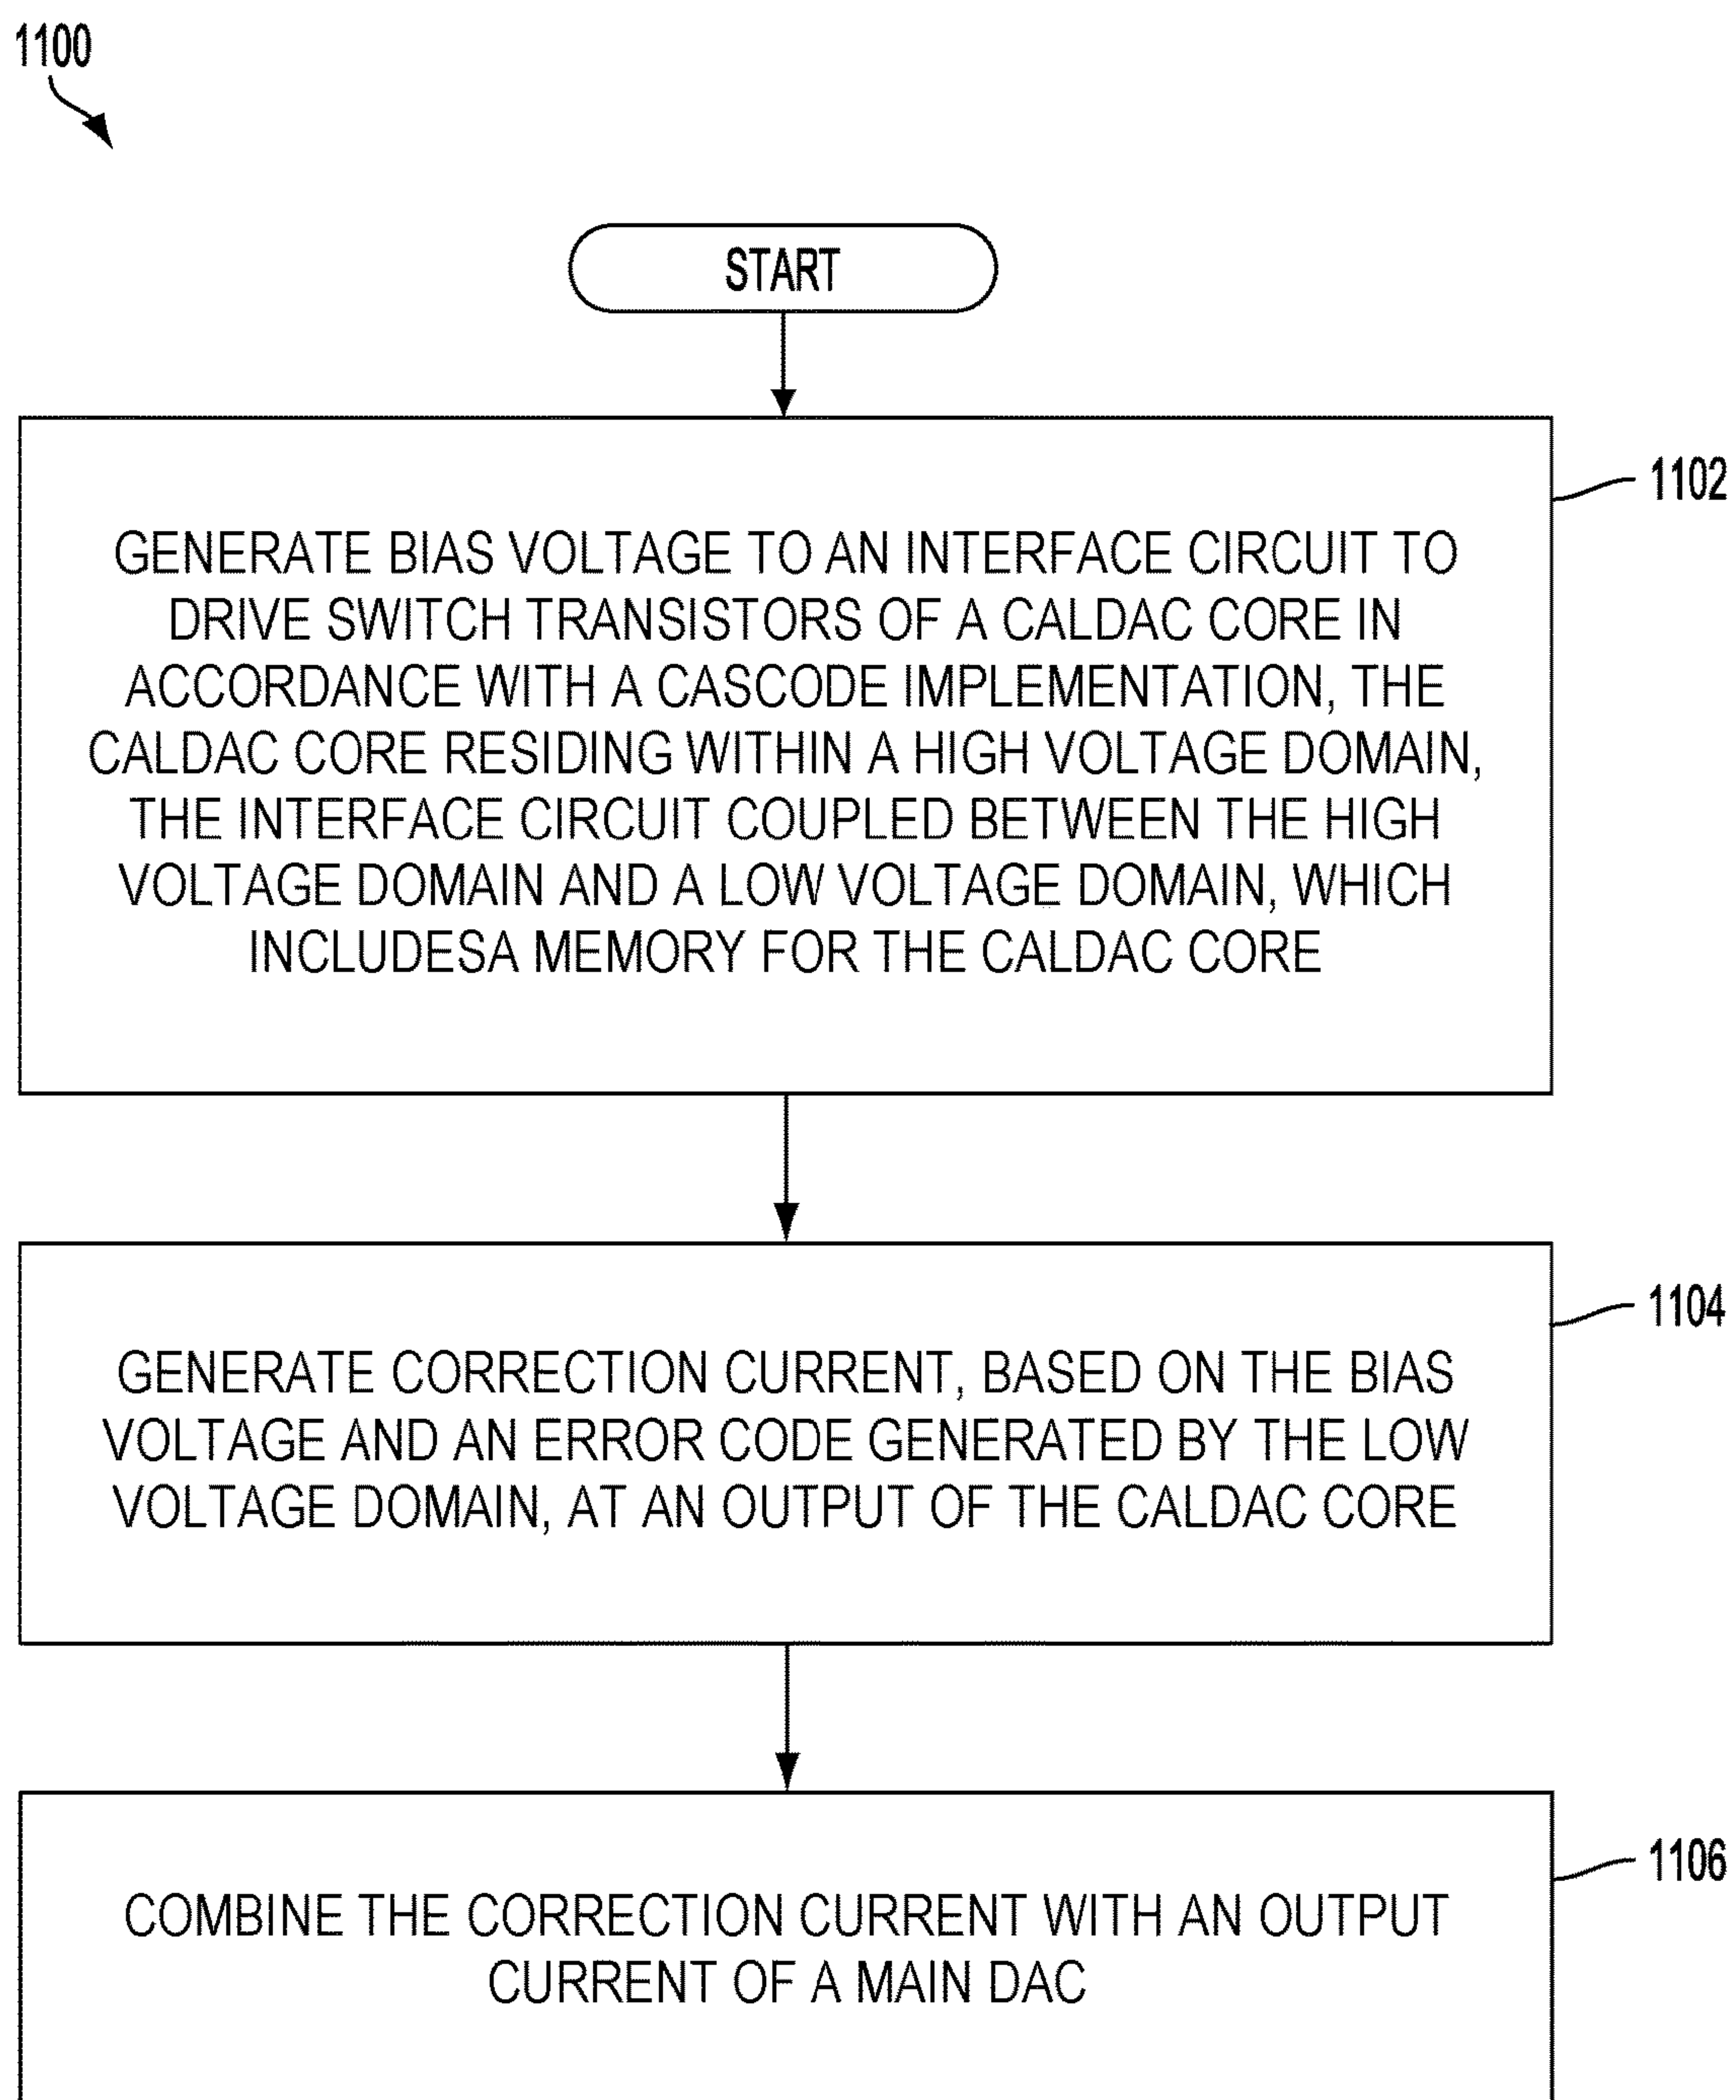 1100
START
1102
GENERATE BIAS VOLTAGE TO AN INTERFACE CIRCUIT TO
DRIVE SWITCH TRANSISTORS OF A CALDAC CORE IN
ACCORDANCE WITH A CASCODE IMPLEMENTATION, THE
CALDAC CORE RESIDING WITHIN A HIGH VOLTAGE DOMAIN,
THE INTERFACE CIRCUIT COUPLED BETWEEN THE HIGH
VOLTAGE DOMAIN AND A LOW VOLTAGE DOMAIN, WHICH
INCLUDESA MEMORY FOR THE CALDAC CORE
1104
GENERATE CORRECTION CURRENT, BASED ON THE BIAS
VOLTAGE AND AN ERROR CODE GENERATED BY THE LOW
VOLTAGE DOMAIN, AT AN OUTPUT OF THE CALDAC CORE
1106
COMBINE THE CORRECTION CURRENT WITH AN OUTPUT
CURRENT OF A MAIN DAC